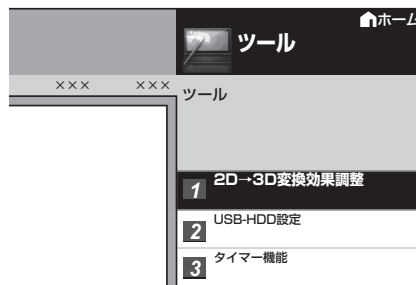 ホーム
ツール
××× ×××
ツール
1 2D→3D変換効果調整
2 USB-HDD設定
3 タイマー機能